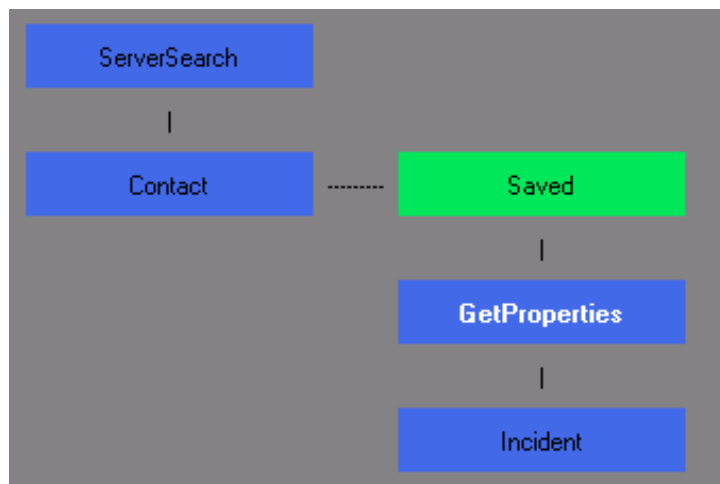 ServerSearch
Contact
Saved
GetProperties
Incident